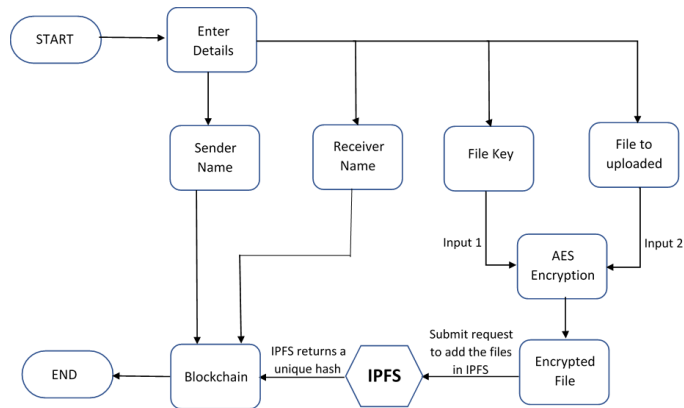 START
Enter
Details
Sender
Name
Receiver
Name
File Key
File to
uploaded
Input 1
AES
Encryption
Input 2
END
Blockchain
IPFS returns a
unique hash
IPFS
Submit request
to add the files
in IPFS
Encrypted
File